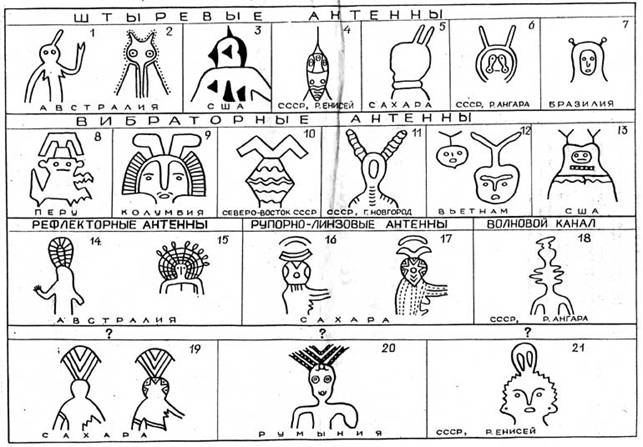 ШТЫРЕВЫЕ АНТЕННЫ
1 2 3 4 5 6 7
АВСТРАЛИЯ США СССР, Р.ЕНИСЕЙ САХАРА СССР, Р.АНГАРА БРАЗИЛИЯ
ВИБРАТОРНЫЕ АНТЕННЫ
8 9 10 11 12 13
ПЕРУ КОЛУМБИЯ СЕВЕРО-ВОСТОК СССР СССР, Г.НОВГОРОД ВЬЕТНАМ США
РЕФЛЕКТОРНЫЕ АНТЕННЫ РУПОРНО-ЛИНЗОВЫЕ АНТЕННЫ ВОЛНОВОЙ КАНАЛ
14 15 16 17 18
АВСТРАЛИЯ САХАРА СССР, Р.АНГАРА
? ? ?
19 20 21
САХАРА РУМЫНИЯ СССР, Р.ЕНИСЕЙ